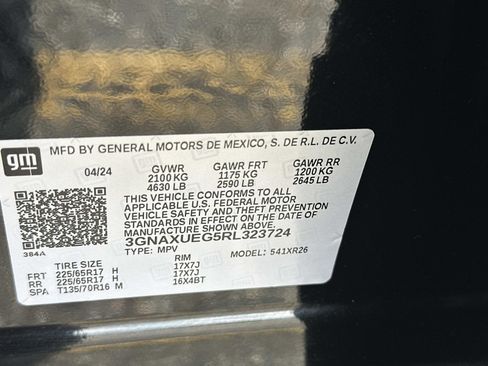 gm
MFD BY GENERAL MOTORS DE MEXICO, S. DE R.L. DE C.V.
04/24 GVWR GAWR FRT GAWR RR
2100 KG 1175 KG 1200 KG
4630 LB 2590 LB 2645 LB
THIS VEHICLE CONFORMS TO ALL
APPLICABLE U.S. FEDERAL MOTOR
VEHICLE SAFETY AND THEFT PREVENTION
STANDARDS IN EFFECT ON THE DATE OF
MANUFACTURE SHOWN ABOVE.
384A 3GNAXUEG5RL323724
TYPE: MPV MODEL: 541XR26
TIRE SIZE RIM
FRT 225/65R17 H 17X7J
RR 225/65R17 H 17X7J
SPA T135/70R16 M 16X4BT